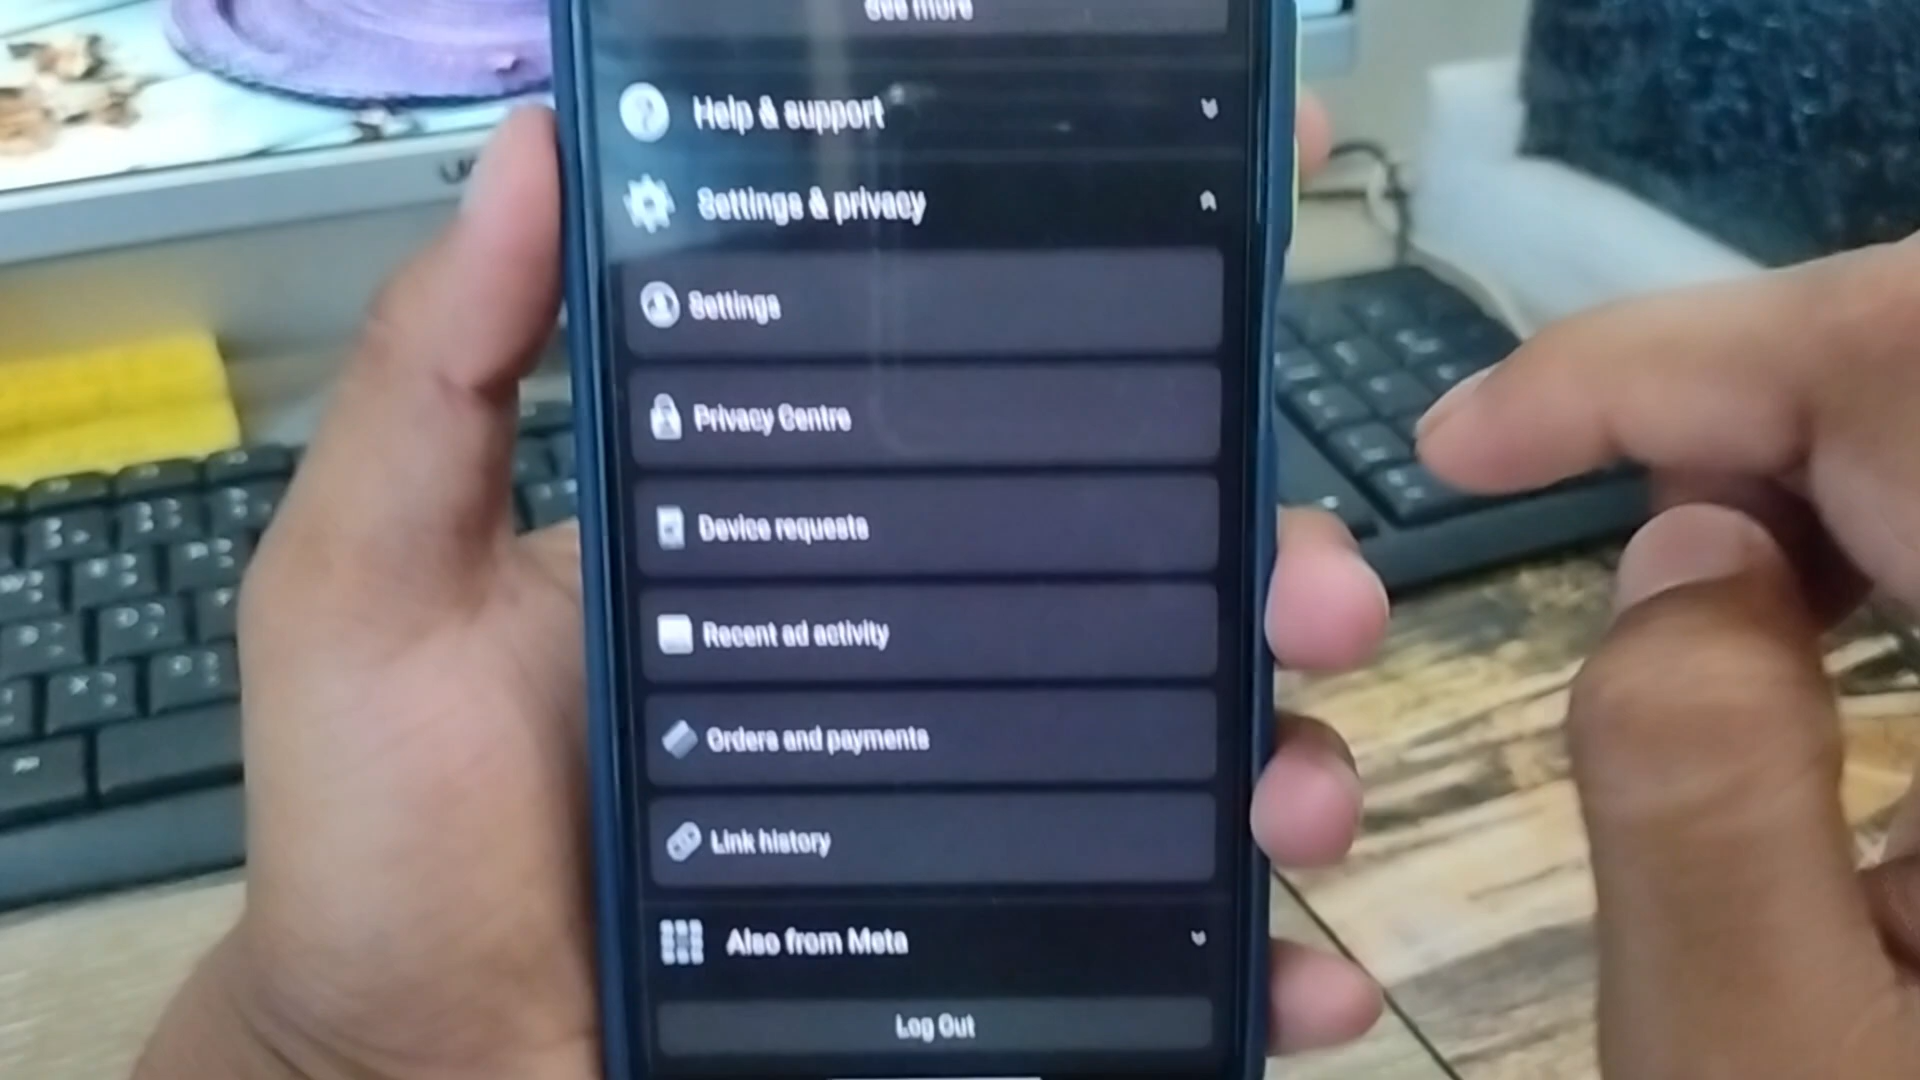 See more
Help & support
Settings & privacy
Settings
Privacy Centre
Device requests
Recent ad activity
Orders and payments
Link history
Also from Meta
Log Out